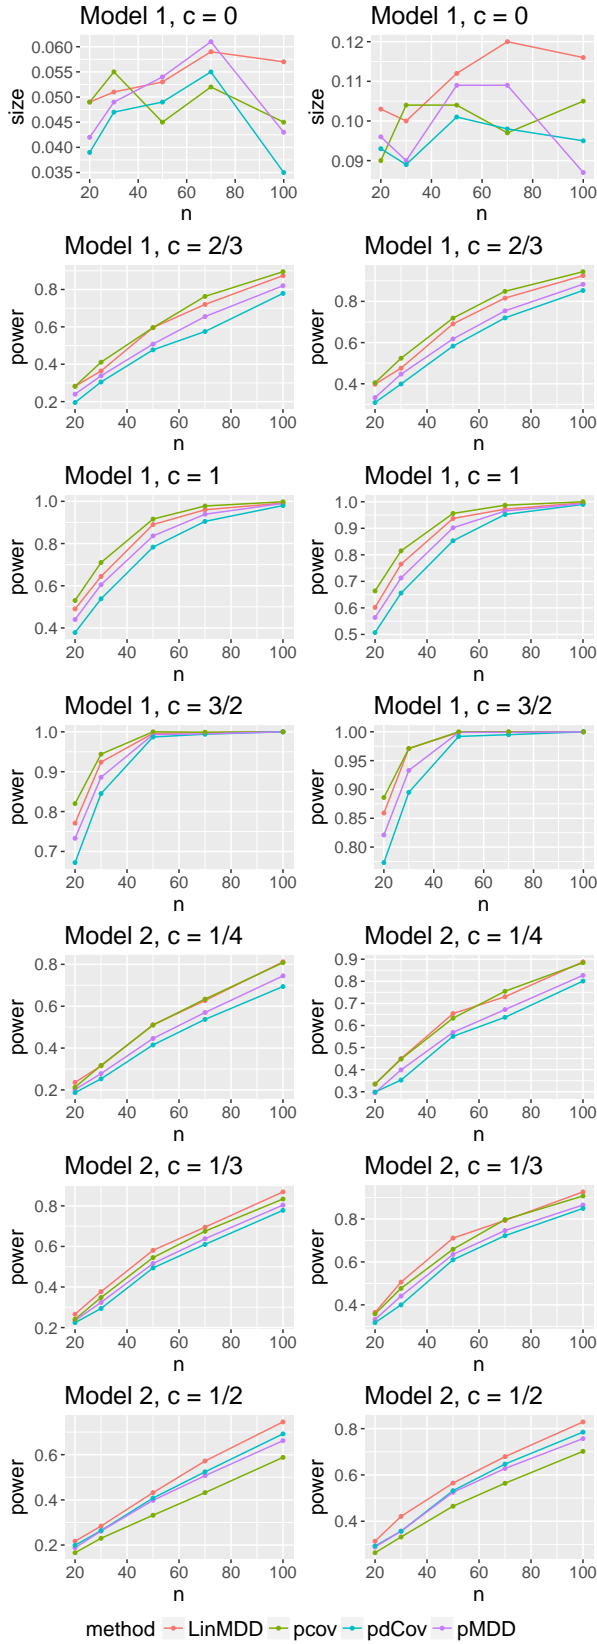 Model 1, c = 0
Model 1, c = 0
0.060
0.055
0.050
0.045
0.040
0.035
size
20 40 60 80 100
n
0.12
0.11
0.10
0.09
size
20 40 60 80 100
n
Model 1, c = 2/3
Model 1, c = 2/3
0.8
0.6
0.4
0.2
power
20 40 60 80 100
n
0.8
0.6
0.4
power
20 40 60 80 100
n
Model 1, c = 1
Model 1, c = 1
1.0
0.8
0.6
0.4
power
20 40 60 80 100
n
1.0
0.9
0.8
0.7
0.6
0.5
power
20 40 60 80 100
n
Model 1, c = 3/2
Model 1, c = 3/2
1.0
0.9
0.8
0.7
power
20 40 60 80 100
n
1.00
0.95
0.90
0.85
0.80
power
20 40 60 80 100
n
Model 2, c = 1/4
Model 2, c = 1/4
0.8
0.6
0.4
0.2
power
20 40 60 80 100
n
0.9
0.8
0.7
0.6
0.5
0.4
0.3
power
20 40 60 80 100
n
Model 2, c = 1/3
Model 2, c = 1/3
0.8
0.6
0.4
0.2
power
20 40 60 80 100
n
0.8
0.6
0.4
power
20 40 60 80 100
n
Model 2, c = 1/2
Model 2, c = 1/2
0.6
0.4
0.2
power
20 40 60 80 100
n
0.8
0.6
0.4
power
20 40 60 80 100
n
method LinMDD pcov pdCov pMDD